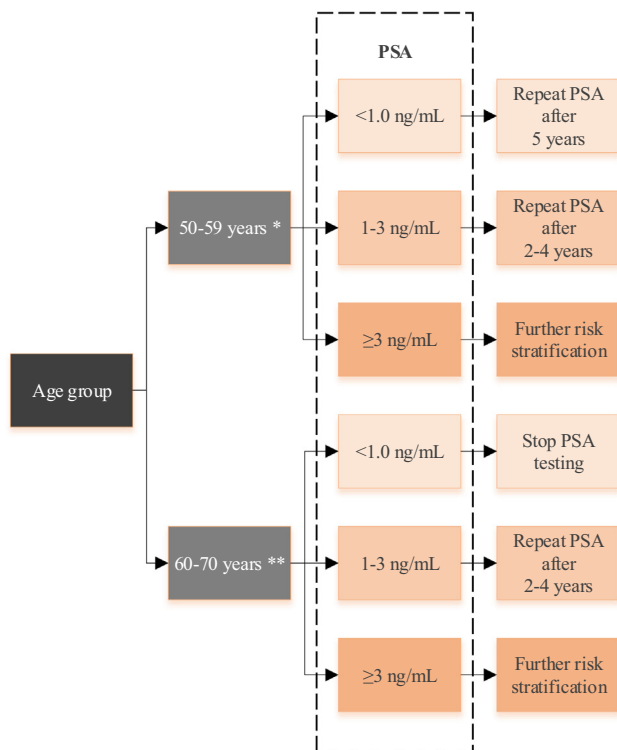 PSA
<1.0 ng/mL
Repeat PSA
after
5 years
50-59 years *
1-3 ng/mL
Repeat PSA
after
2-4 years
≥3 ng/mL
Further risk
stratification
Age group
<1.0 ng/mL
Stop PSA
testing
60-70 years **
1-3 ng/mL
Repeat PSA
after
2-4 years
≥3 ng/mL
Further risk
stratification